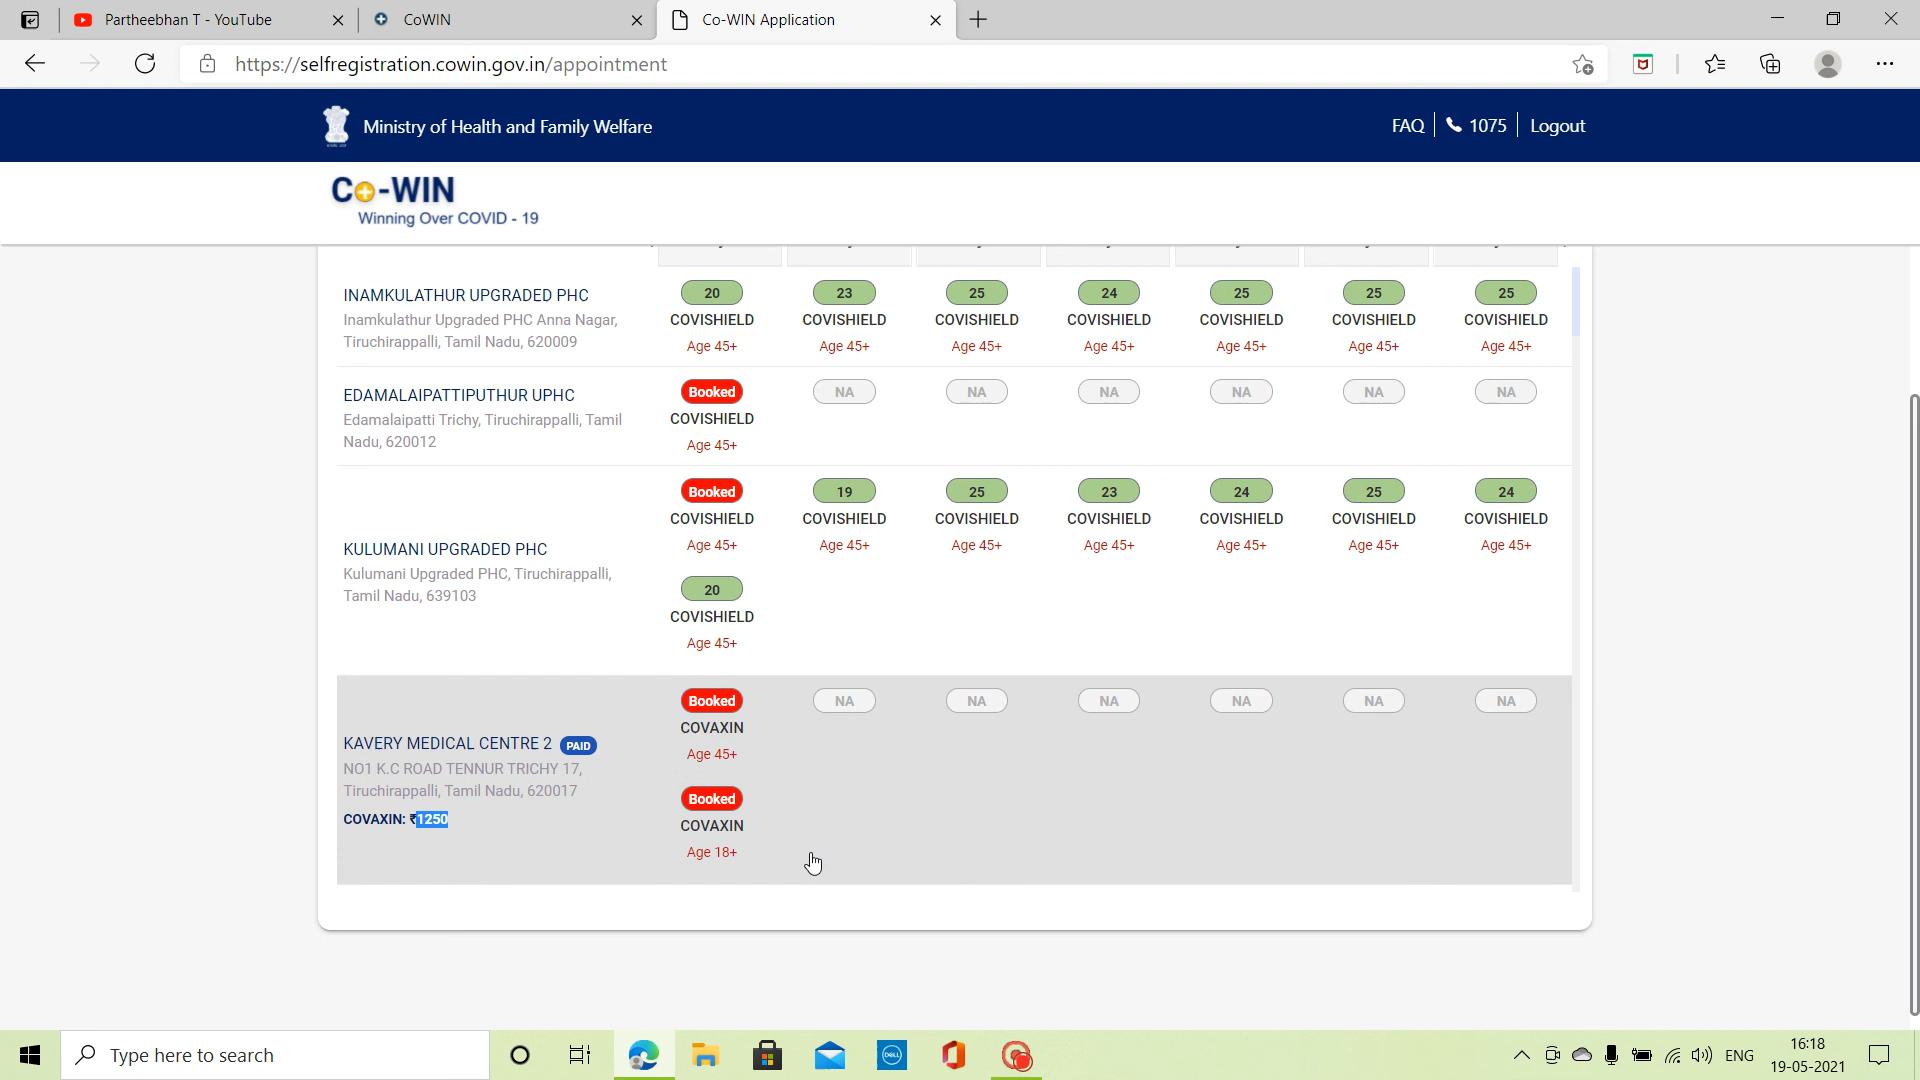 Partheebhan T - YouTube
CoWIN
Co-WIN Application
https://selfregistration.cowin.gov.in/appointment
Ministry of Health and Family Welfare
FAQ
1075
Logout
Co-WIN
Winning Over COVID - 19
INAMKULATHUR UPGRADED PHC
Inamkulathur Upgraded PHC Anna Nagar,
Tiruchirappalli, Tamil Nadu, 620009
20 23 25 24 25 25 25
COVISHIELD COVISHIELD COVISHIELD COVISHIELD COVISHIELD COVISHIELD COVISHIELD
Age 45+ Age 45+ Age 45+ Age 45+ Age 45+ Age 45+ Age 45+
EDAMALAIPATTIPUTHUR UPHC
Edamalaipatti Trichy, Tiruchirappalli, Tamil
Nadu, 620012
Booked NA NA NA NA NA NA
COVISHIELD
Age 45+
KULUMANI UPGRADED PHC
Kulumani Upgraded PHC, Tiruchirappalli,
Tamil Nadu, 639103
Booked 19 25 23 24 25 24
COVISHIELD COVISHIELD COVISHIELD COVISHIELD COVISHIELD COVISHIELD COVISHIELD
Age 45+ Age 45+ Age 45+ Age 45+ Age 45+ Age 45+ Age 45+
20
COVISHIELD
Age 45+
KAVERY MEDICAL CENTRE 2 PAID
NO1 K.C ROAD TENNUR TRICHY 17,
Tiruchirappalli, Tamil Nadu, 620017
COVAXIN: ₹1250
Booked NA NA NA NA NA NA
COVAXIN
Age 45+
Booked
COVAXIN
Age 18+
Type here to search
DELL
ENG
16:18
19-05-2021